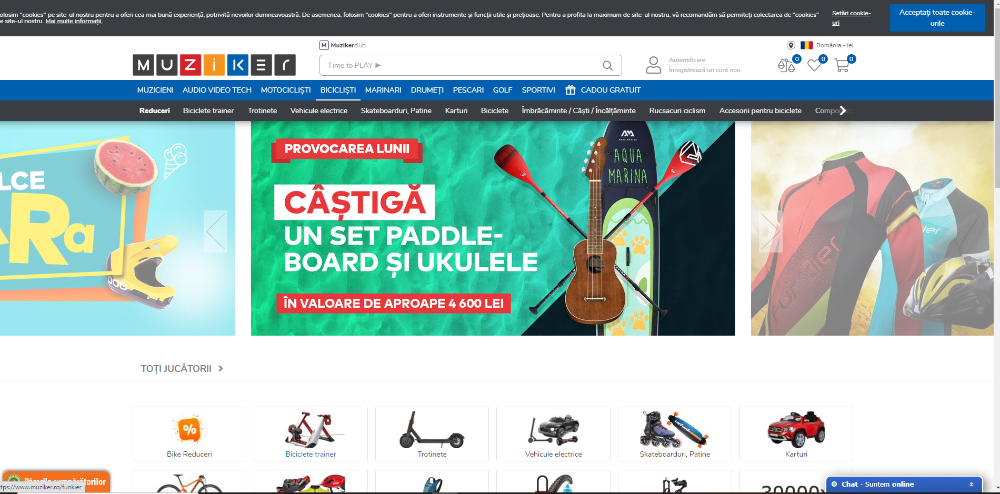 olosim "cookies" pe site-ul nostru pentru a oferi cea mai bună experiență, potrivită nevoilor dumneavoastră. De asemenea, folosim "cookies" pentru a oferi instrumente și funcții utile și prețioase. Pentru a profita la maximum de site-ul nostru, vă recomandăm să permiteți colectarea de "cookies"
e site-ul nostru. Mai multe informații.
Setări cookie-
uri
Acceptați toate cookie-
urile
M Muzikerclub
România - lei
MUZIKER
Time to PLAY ►
Autentificare
Înregistrează un cont nou
0 0 0
MUZICIENI AUDIO VIDEO TECH MOTOCICLIȘTI BICICLIȘTI MARINARI DRUMEȚI PESCARI GOLF SPORTIVI CADOU GRATUIT
Reduceri Biciclete trainer Trotinete Vehicule electrice Skateboarduri, Patine Karturi Biciclete Îmbrăcăminte / Căști / Încălțăminte Rucsacuri ciclism Accesorii pentru biciclete Compon
LCE
ARa
POC
PROVOCAREA LUNII
CÂȘTIGĂ
UN SET PADDLE-
BOARD ȘI UKULELE
ÎN VALOARE DE APROAPE 4 600 LEI
AQUA MARINA
AQUA
MARINA
FUNKIER
TOȚI JUCĂTORII
%
Bike Reduceri
Biciclete trainer
Trotinete
Vehicule electrice
Skateboarduri, Patine
Karturi
POC
30000
Părerile cumpărătorilor
ttps://www.muziker.ro/funkier
Chat - Suntem online